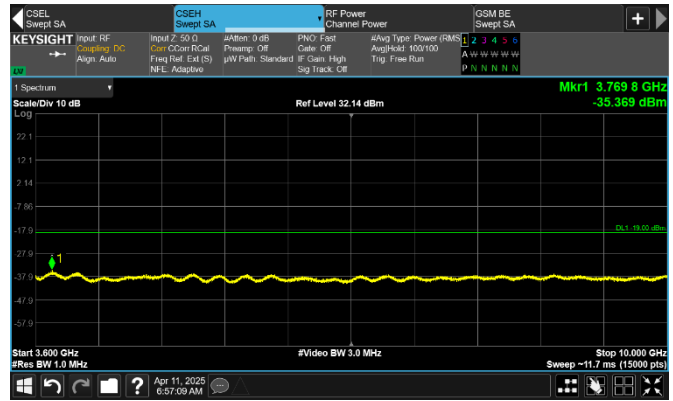 CSEL
Swept SA
CSEH
Swept SA
RF Power
Channel Power
GSM BE
Swept SA
KEYSIGHT
Input: RF
Coupling: DC
Align: Auto
Input Z: 50 Ω
Corr CCorr RCal
Freq Ref: Ext (S)
NFE: Adaptive
#Atten: 0 dB
Preamp: Off
µW Path: Standard
PNO: Fast
Gate: Off
IF Gain: High
Sig Track: Off
#Avg Type: Power (RMS)
Avg|Hold: 100/100
Trig: Free Run
1 2 3 4 5 6
A W W W W W
P N N N N N
LXI
1 Spectrum
Scale/Div 10 dB
Ref Level 32.14 dBm
Mkr1 3.769 8 GHz
-35.369 dBm
Log
22.1
12.1
2.14
-7.86
-17.9
DL1 -19.00 dBm
-27.9
1
-37.9
-47.9
-57.9
Start 3.600 GHz
#Video BW 3.0 MHz
Stop 10.000 GHz
#Res BW 1.0 MHz
Sweep ~11.7 ms (15000 pts)
Apr 11, 2025
6:57:09 AM